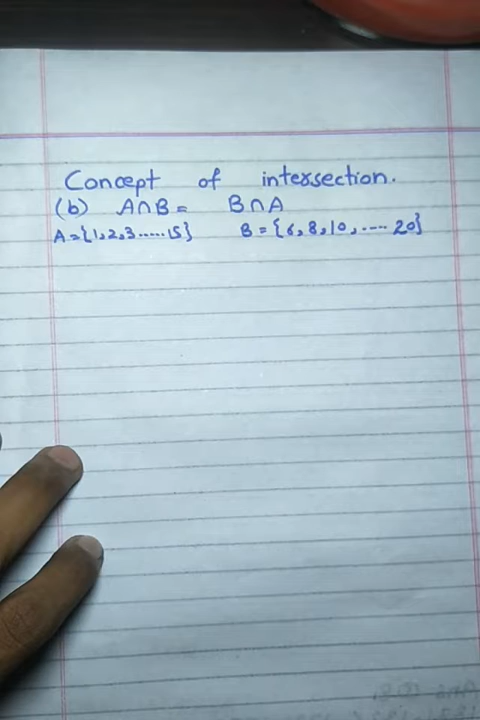 Concept of intersection.
(b) A∩B = B∩A
A={1,2,3......15} B={6,8,10,.... 20}